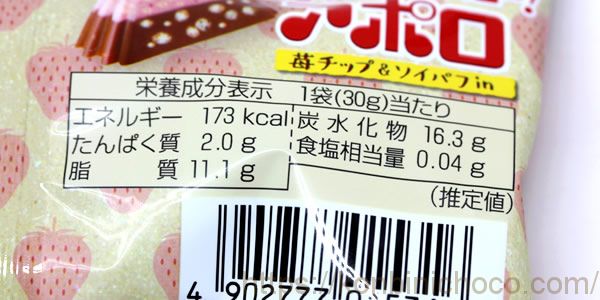 アポロ
苺チップ&ソイパフin
栄養成分表示 1袋(30g)当たり
エネルギー 173 kcal 炭水化物 16.3 g
たんぱく質 2.0 g 食塩相当量 0.04 g
脂質 11.1 g
(推定値)
4 902777